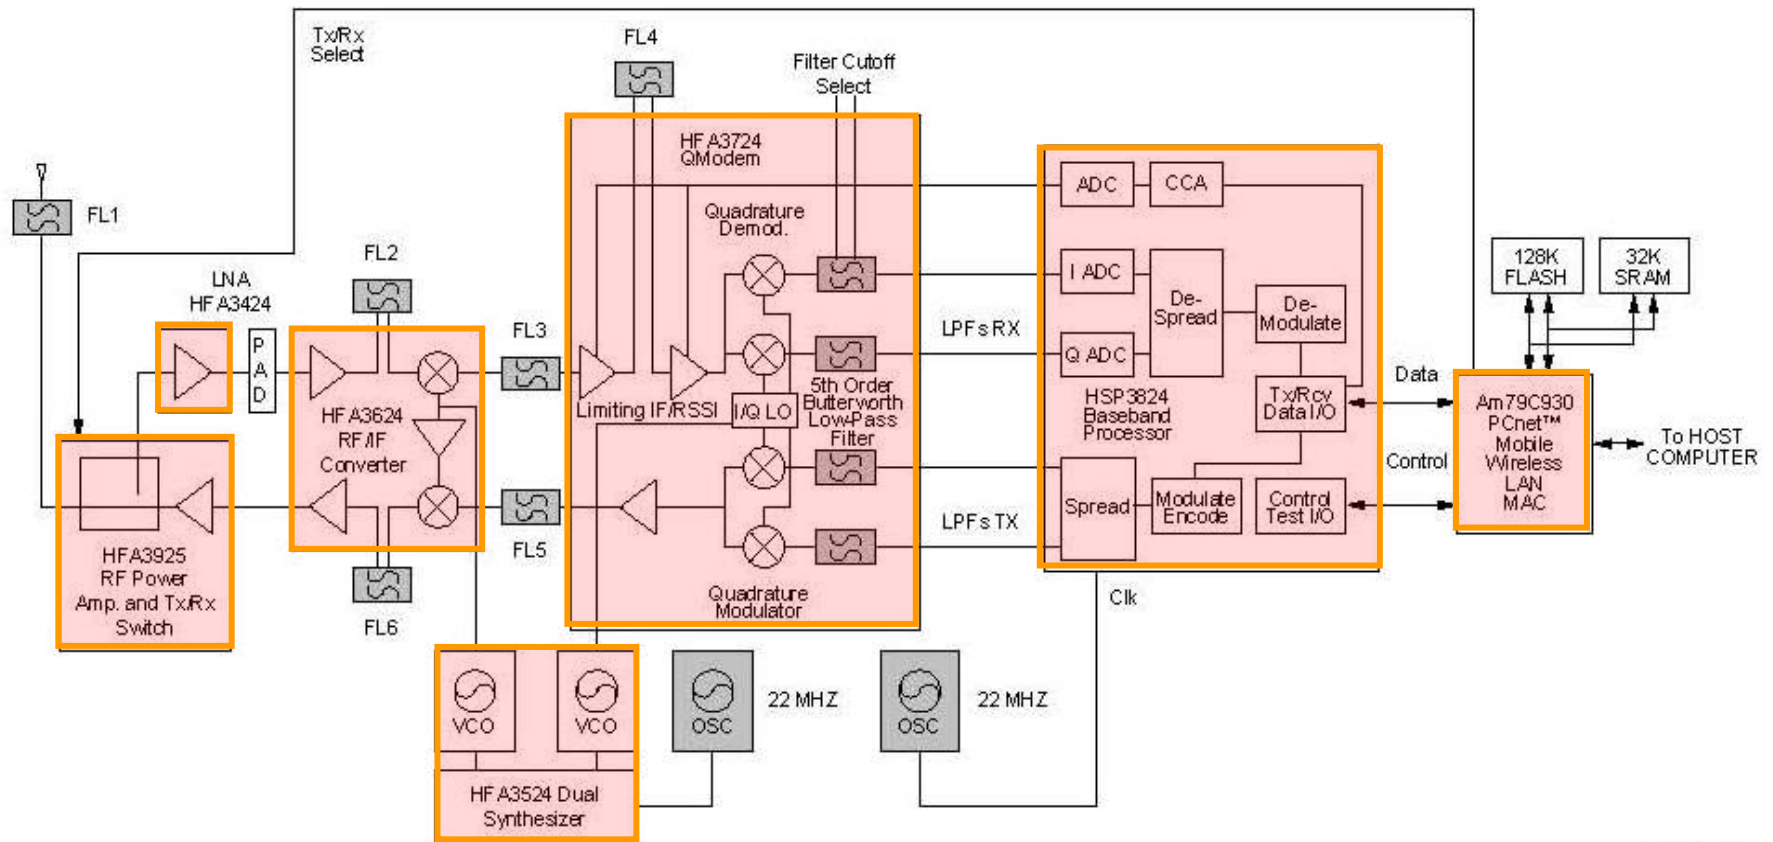 Tx/Rx
Select
FL4
Filter Cutoff
Select
HFA3724
QModem
FL1
ADC
CCA
Quadrature
Demod.
FL2
LNA
HFA3424
128K
FLASH
32K
SRAM
I ADC
De-
Spread
De-
Modulate
FL3
LPFs RX
Q ADC
P
A
D
Data
5th Order
Butterworth
Low-Pass
Filter
Limiting IF/RSSI
I/Q LO
HSP3824
Baseband
Processor
Tx/Rcv
Data I/O
Am79C930
PCnet™
Mobile
Wireless
LAN
MAC
HFA3624
RF/IF
Converter
To HOST
COMPUTER
Control
Spread
Modulate
Encode
Control
Test I/O
LPFs TX
FL5
HFA3925
RF Power
Amp. and Tx/Rx
Switch
FL6
Quadrature
Modulator
Clk
VCO
VCO
OSC
22 MHZ
OSC
22 MHZ
HFA3524 Dual
Synthesizer